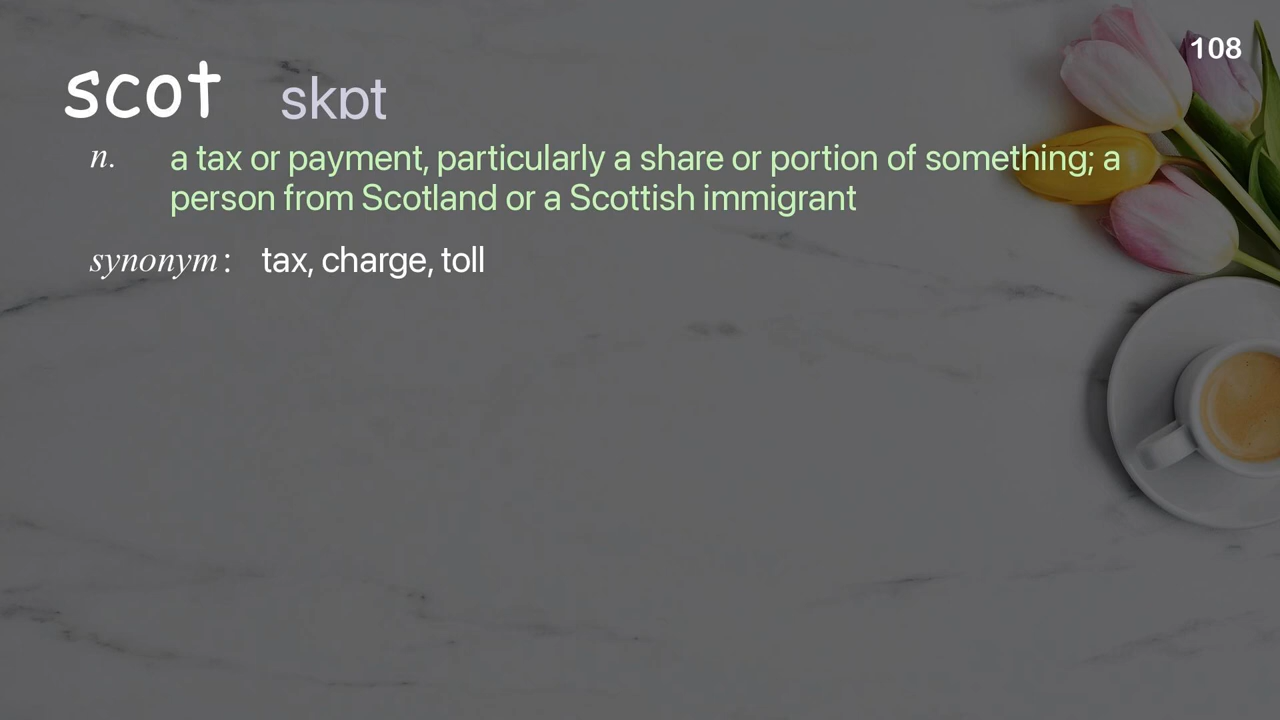 108
scot skɒt
n. a tax or payment, particularly a share or portion of something; a
person from Scotland or a Scottish immigrant
synonym: tax, charge, toll